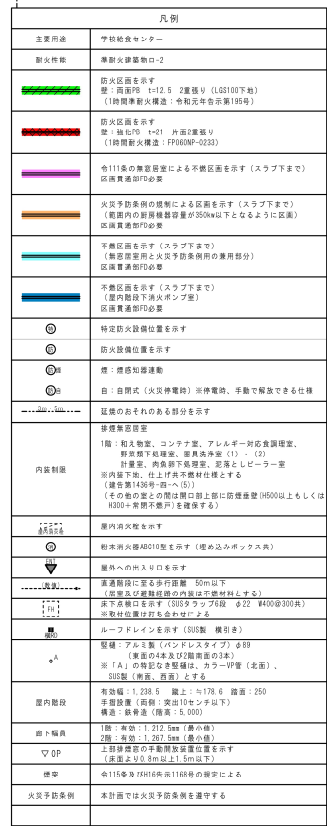 凡例
主要用途
学校給食センター
耐火性能
準耐火建築物ロ-2
防火区画を示す
壁：両面PB t=12.5 2重張り (LGS100下地)
(1時間準耐火構造：令和元年告示第195号)
防火区画を示す
壁：強化PB t=21 片面2重張り
(1時間耐火構造：FP060NP-0233)
令111条の無窓居室による不燃区画を示す（スラブ下まで）
区画貫通部FD必要
火災予防条例の規制による区画を示す（スラブ下まで）
(範囲内の厨房機器容量が350kw以下となるように区画)
区画貫通部FD必要
不燃区画を示す（スラブ下まで）
(無窓居室用と火災予防条例用の兼用部分)
区画貫通部FD必要
不燃区画を示す（スラブ下まで）
(屋内階段下消火ポンプ室)
区画貫通部FD必要
特
特定防火設備位置を示す
防
防火設備位置を示す
防 煙
煙：煙感知器連動
防 自
自：自閉式（火災停電時）※停電時、手動で解放できる仕様
3m 5m
延焼のおそれのある部分を示す
内装制限
排煙無窓居室
1階：和え物室、コンテナ室、アレルギー対応食調理室、
野菜類下処理室、器具洗浄室（1）・（2）
計量室、肉魚卵下処理室、泥落としピーラー室
※内装下地、仕上げ共不燃材料とする
(建告第1436号-四-ヘ(5))
(その他の室との間は開口部上部に防煙垂壁(H500以上もしくは
H300＋常閉不燃戸)を確保する)
屋内消火栓
屋内消火栓を示す
消
粉末消火器ABC10型を示す（埋め込みボックス共）
ENT
屋外への出入り口を示す
(数値)
直通階段に至る歩行距離 50m以下
(居室及び避難経路の内装は不燃材料とする)
FH
床下点検口を示す(SUSタラップ6段 φ22 W400@300共)
※取付位置は打ち合わせによる
RD
ルーフドレインを示す(SUS製 横引き)
A
竪樋：アルミ製（バンドレスタイプ）φ89
(東面の4本及び2階南面の3本)
※「A」の特記なき竪樋は、カラーVP管（北面）、
SUS製（南面、西面）とする
屋内階段
有効幅：1,238.5 蹴上：≒178.6 踏面：250
手摺設置（両側：突出10センチ以下）
構造：鉄骨造（階高：5.000）
廊下幅員
1階：有効：1,212.5mm（最小値）
2階：有効：1,267.5mm（最小値）
▽OP
上部排煙窓の手動開放装置位置を示す
(床面より0.8m以上1.5m以下)
煙突
令115条及びH16告示1168号の規定による
火災予防条例
本計画では火災予防条例を遵守する